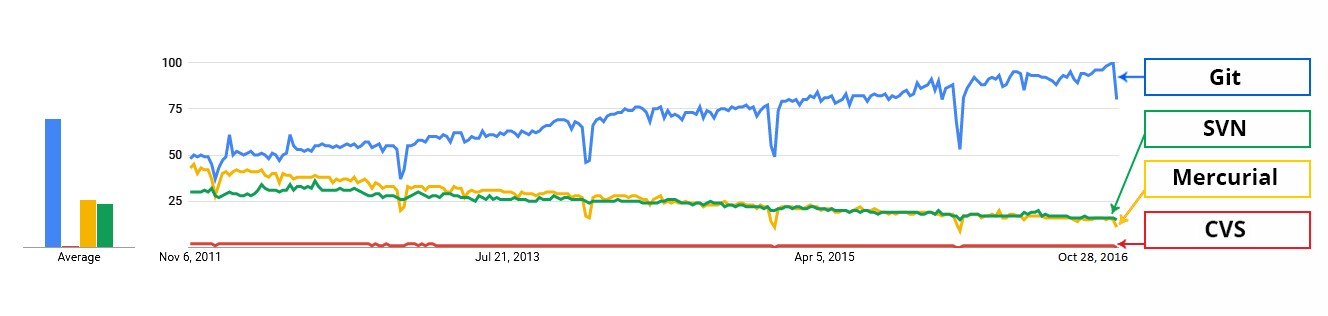 100
75
50
25
Average
Nov 6, 2011
Jul 21, 2013
Apr 5, 2015
Oct 28, 2016
Git
SVN
Mercurial
CVS